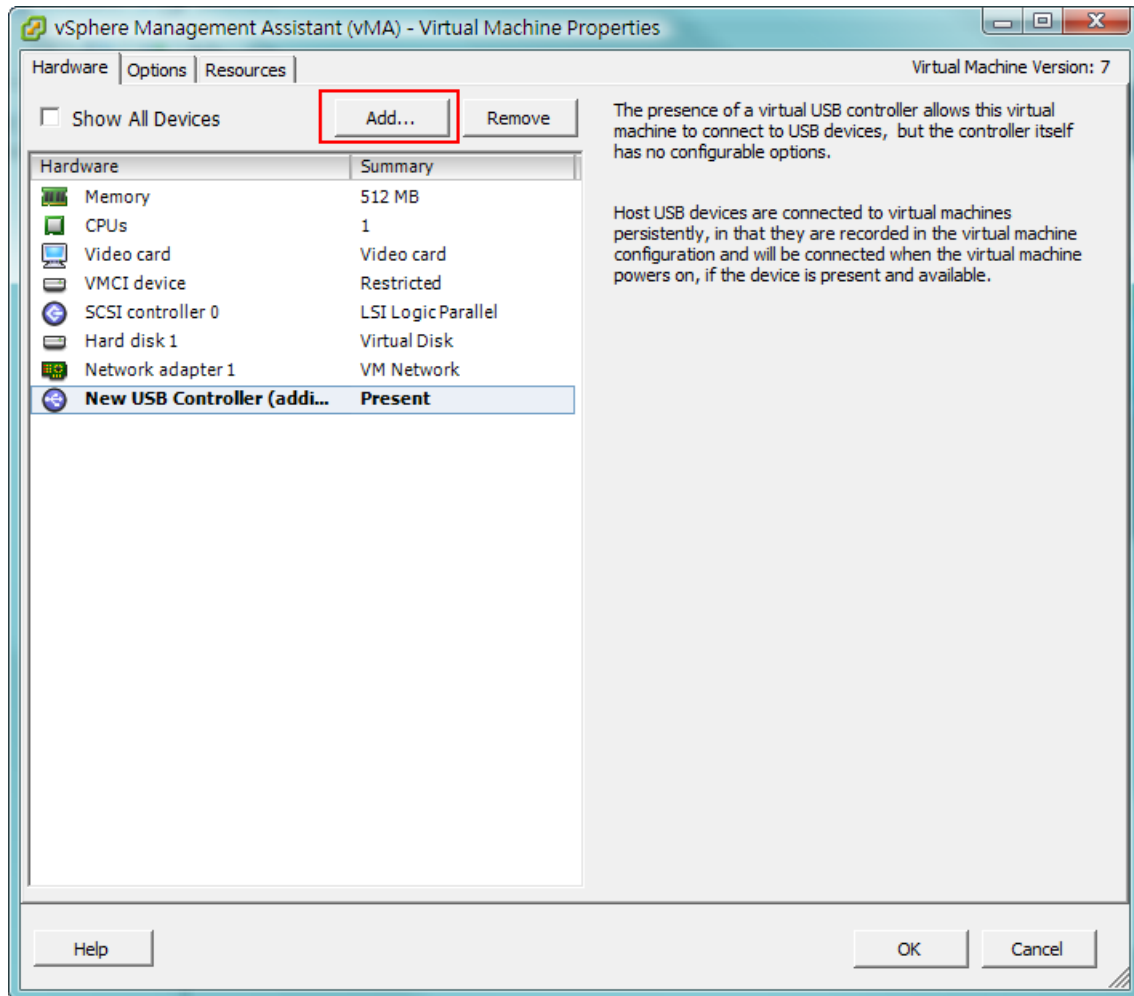 vSphere Management Assistant (vMA) - Virtual Machine Properties
Hardware Options Resources
Virtual Machine Version: 7
Show All Devices
Add...
Remove
Hardware Summary
Memory 512 MB
CPUs 1
Video card Video card
VMCI device Restricted
SCSI controller 0 LSI Logic Parallel
Hard disk 1 Virtual Disk
Network adapter 1 VM Network
New USB Controller (addi... Present
The presence of a virtual USB controller allows this virtual
machine to connect to USB devices, but the controller itself
has no configurable options.
Host USB devices are connected to virtual machines
persistently, in that they are recorded in the virtual machine
configuration and will be connected when the virtual machine
powers on, if the device is present and available.
Help
OK
Cancel